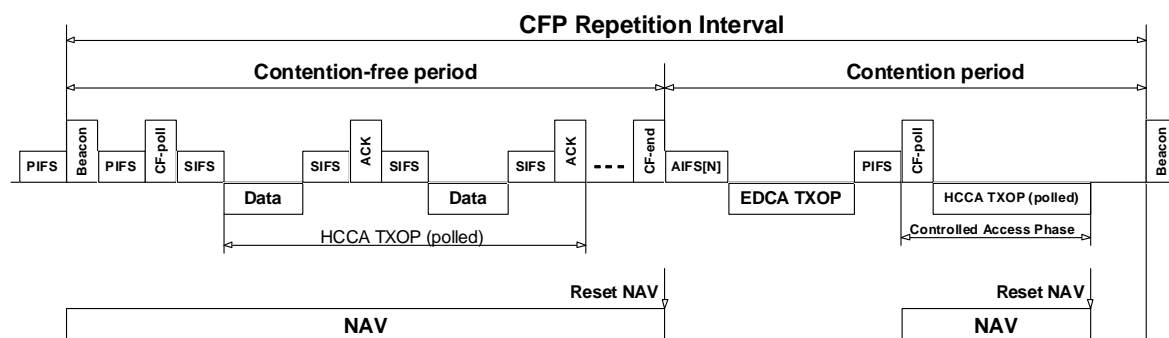 CFP Repetition Interval
Contention-free period
Contention period
PIFS
Beacon
PIFS
CF-poll
SIFS
Data
SIFS
ACK
SIFS
Data
SIFS
ACK
CF-end
AIFS[N]
EDCA TXOP
PIFS
CF-poll
HCCA TXOP (polled)
Beacon
HCCA TXOP (polled)
Controlled Access Phase
Reset NAV
Reset NAV
NAV
NAV